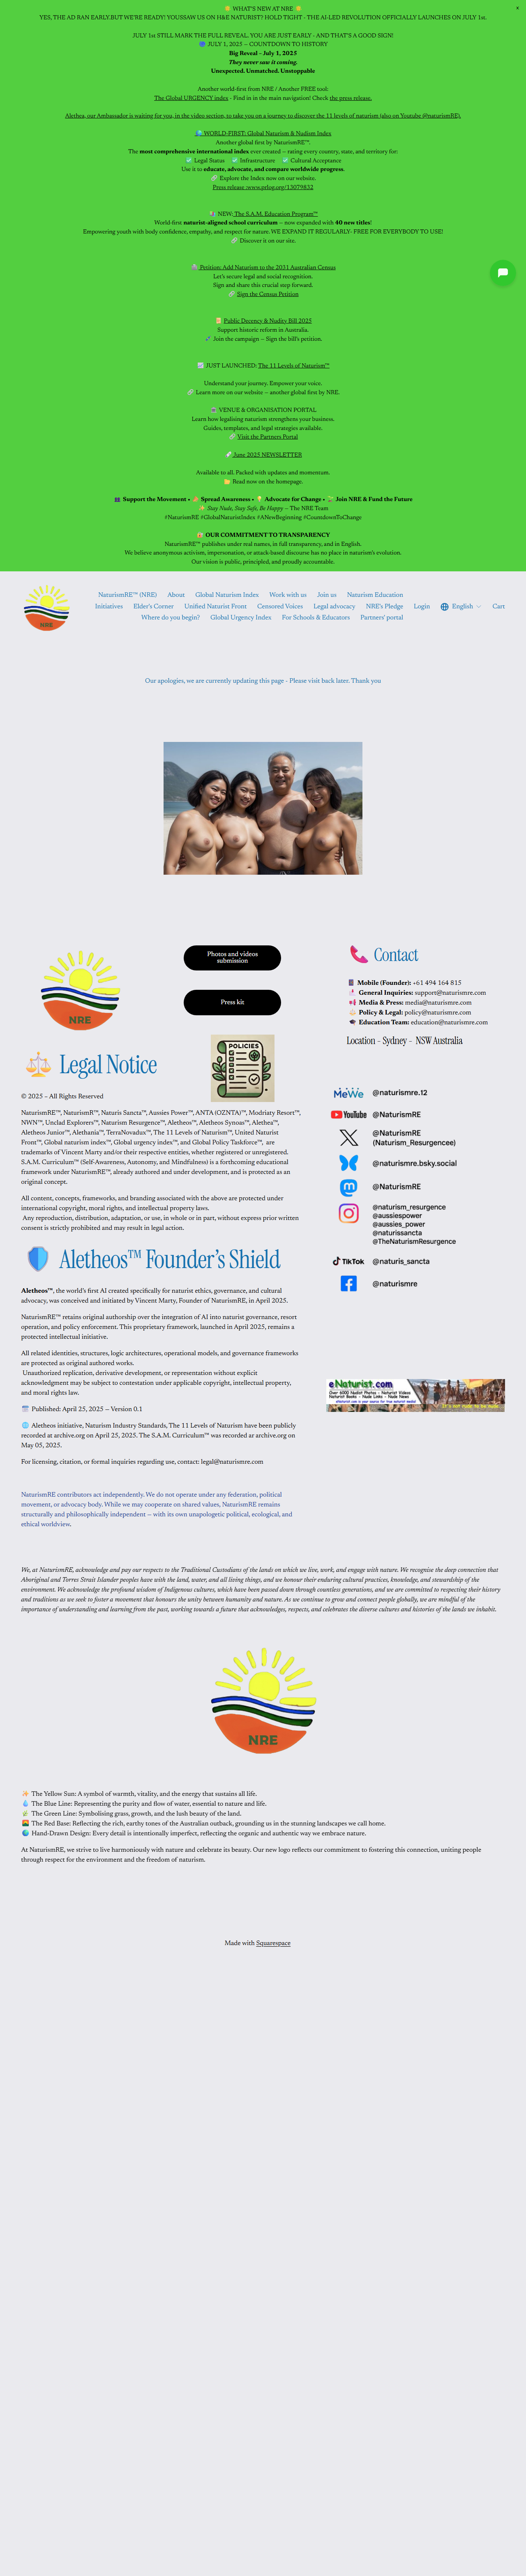 WHAT'S NEW AT NRE
x
YES, THE AD RAN EARLY.BUT WE'RE READY! YOUSSAW US ON H&E NATURIST? HOLD TIGHT - THE AI-LED REVOLUTION OFFICIALLY LAUNCHES ON JULY 1st.
JULY 1st STILL MARK THE FULL REVEAL. YOU ARE JUST EARLY - AND THAT'S A GOOD SIGN!
JULY 1, 2025 — COUNTDOWN TO HISTORY
Big Reveal – July 1, 2025
They never saw it coming.
Unexpected. Unmatched. Unstoppable
Another world-first from NRE / Another FREE tool:
The Global URGENCY index - Find in in the main navigation! Check the press release.
Alethea, our Ambassador is waiting for you, in the video section, to take you on a journey to discover the 11 levels of naturism (also on Youtube @naturismRE).
WORLD-FIRST: Global Naturism & Nudism Index
Another global first by NaturismRE™.
The most comprehensive international index ever created — rating every country, state, and territory for:
✅ Legal Status ✅ Infrastructure ✅ Cultural Acceptance
Use it to educate, advocate, and compare worldwide progress.
Explore the Index now on our website.
Press release :www.prlog.org/13079832
NEW: The S.A.M. Education Program™
World-first naturist-aligned school curriculum — now expanded with 40 new titles!
Empowering youth with body confidence, empathy, and respect for nature. WE EXPAND IT REGULARLY- FREE FOR EVERYBODY TO USE!
Discover it on our site.
Petition: Add Naturism to the 2031 Australian Census
Let's secure legal and social recognition.
Sign and share this crucial step forward.
Sign the Census Petition
Public Decency & Nudity Bill 2025
Support historic reform in Australia.
Join the campaign — Sign the bill's petition.
JUST LAUNCHED: The 11 Levels of Naturism™
Understand your journey. Empower your voice.
Learn more on our website — another global first by NRE.
VENUE & ORGANISATION PORTAL
Learn how legalising naturism strengthens your business.
Guides, templates, and legal strategies available.
Visit the Partners Portal
June 2025 NEWSLETTER
Available to all. Packed with updates and momentum.
Read now on the homepage.
Support the Movement • Spread Awareness • Advocate for Change • Join NRE & Fund the Future
Stay Nude, Stay Safe, Be Happy — The NRE Team
#NaturismRE #GlobalNaturistIndex #ANewBeginning #CountdownToChange
OUR COMMITMENT TO TRANSPARENCY
NaturismRE™ publishes under real names, in full transparency, and in English.
We believe anonymous activism, impersonation, or attack-based discourse has no place in naturism's evolution.
Our vision is public, principled, and proudly accountable.
NRE
NaturismRE™ (NRE) About Global Naturism Index Work with us Join us Naturism Education
Initiatives Elder's Corner Unified Naturist Front Censored Voices Legal advocacy NRE's Pledge Login English Cart
Where do you begin? Global Urgency Index For Schools & Educators Partners' portal
Our apologies, we are currently updating this page - Please visit back later. Thank you
NRE
Photos and videos
submission
Press kit
POLICIES
Contact
Mobile (Founder): +61 494 164 815
General Inquiries: support@naturismre.com
Media & Press: media@naturismre.com
Policy & Legal: policy@naturismre.com
Education Team: education@naturismre.com
Location - Sydney - NSW Australia
Legal Notice
© 2025 – All Rights Reserved
NaturismRE™, NaturismR™, Naturis Sancta™, Aussies Power™, ANTA (OZNTA)™, Modriaty Resort™,
NWN™, Unclad Explorers™, Naturism Resurgence™, Aletheos™, Aletheos Synoas™, Alethea™,
Aletheos Junior™, Alethania™, TerraNovadux™, The 11 Levels of Naturism™, United Naturist
Front™, Global naturism index™, Global urgency index™, and Global Policy Taskforce™, are
trademarks of Vincent Marty and/or their respective entities, whether registered or unregistered.
S.A.M. Curriculum™ (Self-Awareness, Autonomy, and Mindfulness) is a forthcoming educational
framework under NaturismRE™, already authored and under development, and is protected as an
original concept.
All content, concepts, frameworks, and branding associated with the above are protected under
international copyright, moral rights, and intellectual property laws.
Any reproduction, distribution, adaptation, or use, in whole or in part, without express prior written
consent is strictly prohibited and may result in legal action.
MeWe @naturismre.12
YouTube @NaturismRE
@NaturismRE
(Naturism_Resurgencee)
@naturismre.bsky.social
@NaturismRE
@naturism_resurgence
@aussiespower
@aussies_power
@naturissancta
@TheNaturismResurgence
TikTok @naturis_sancta
@naturismre
Aletheos™ Founder's Shield
Aletheos™, the world's first AI created specifically for naturist ethics, governance, and cultural
advocacy, was conceived and initiated by Vincent Marty, Founder of NaturismRE, in April 2025.
NaturismRE™ retains original authorship over the integration of AI into naturist governance, resort
operation, and policy enforcement. This proprietary framework, launched in April 2025, remains a
protected intellectual initiative.
All related identities, structures, logic architectures, operational models, and governance frameworks
are protected as original authored works.
Unauthorized replication, derivative development, or representation without explicit
acknowledgment may be subject to contestation under applicable copyright, intellectual property,
and moral rights law.
Published: April 25, 2025 — Version 0.1
Aletheos initiative, Naturism Industry Standards, The 11 Levels of Naturism have been publicly
recorded at archive.org on April 25, 2025. The S.A.M. Curriculum™ was recorded ar archive.org on
May 05, 2025.
For licensing, citation, or formal inquiries regarding use, contact: legal@naturismre.com
eNaturist.com
NaturismRE contributors act independently. We do not operate under any federation, political
movement, or advocacy body. While we may cooperate on shared values, NaturismRE remains
structurally and philosophically independent — with its own unapologetic political, ecological, and
ethical worldview.
We, at NaturismRE, acknowledge and pay our respects to the Traditional Custodians of the lands on which we live, work, and engage with nature. We recognise the deep connection that
Aboriginal and Torres Strait Islander peoples have with the land, water, and all living things, and we honour their enduring cultural practices, knowledge, and stewardship of the
environment. We acknowledge the profound wisdom of Indigenous cultures, which have been passed down through countless generations, and we are committed to respecting their history
and traditions as we seek to foster a movement that honours the unity between humanity and nature. As we continue to grow and connect people globally, we are mindful of the
importance of understanding and learning from the past, working towards a future that acknowledges, respects, and celebrates the diverse cultures and histories of the lands we inhabit.
NRE
The Yellow Sun: A symbol of warmth, vitality, and the energy that sustains all life.
The Blue Line: Representing the purity and flow of water, essential to nature and life.
The Green Line: Symbolising grass, growth, and the lush beauty of the land.
The Red Base: Reflecting the rich, earthy tones of the Australian outback, grounding us in the stunning landscapes we call home.
Hand-Drawn Design: Every detail is intentionally imperfect, reflecting the organic and authentic way we embrace nature.
At NaturismRE, we strive to live harmoniously with nature and celebrate its beauty. Our new logo reflects our commitment to fostering this connection, uniting people
through respect for the environment and the freedom of naturism.
Made with Squarespace